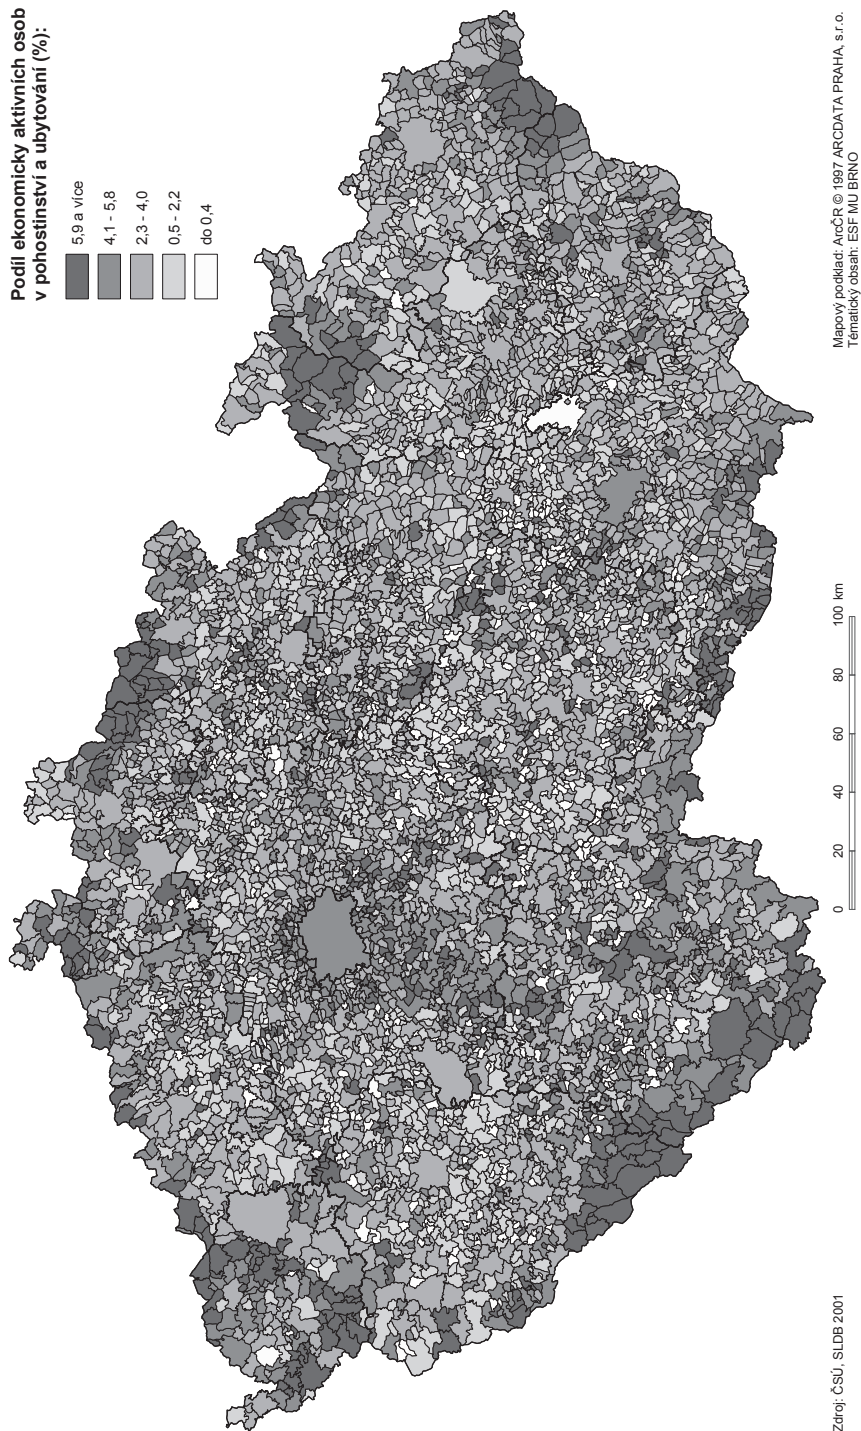 Podíl ekonomicky aktivních osob
v pohostinství a ubytování (%):
5,9 a více
4,1 - 5,8
2,3 - 4,0
0,5 - 2,2
do 0,4
0 20 40 60 80 100 km
Zdroj: ČSÚ, SLDB 2001
Mapový podklad: ArcČR © 1997 ARCDATA PRAHA, s.r.o.
Tématický obsah: ESF MU BRNO